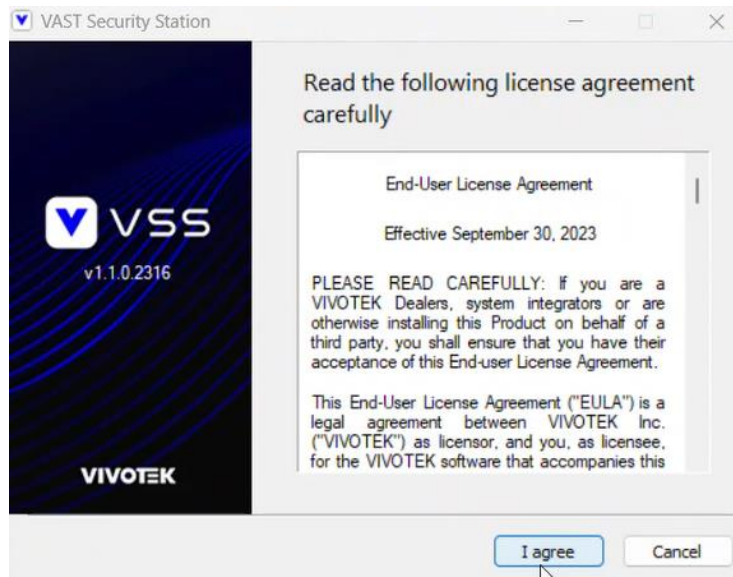 VAST Security Station
Read the following license agreement
carefully
VSS
v1.1.0.2316
VIVOTEK
End-User License Agreement
Effective September 30, 2023
PLEASE READ CAREFULLY: If you are a
VIVOTEK Dealers, system integrators or are
otherwise installing this Product on behalf of a
third party, you shall ensure that you have their
acceptance of this End-user License Agreement.
This End-User License Agreement ("EULA") is a
legal agreement between VIVOTEK Inc.
("VIVOTEK") as licensor, and you, as licensee,
for the VIVOTEK software that accompanies this
I agree
Cancel